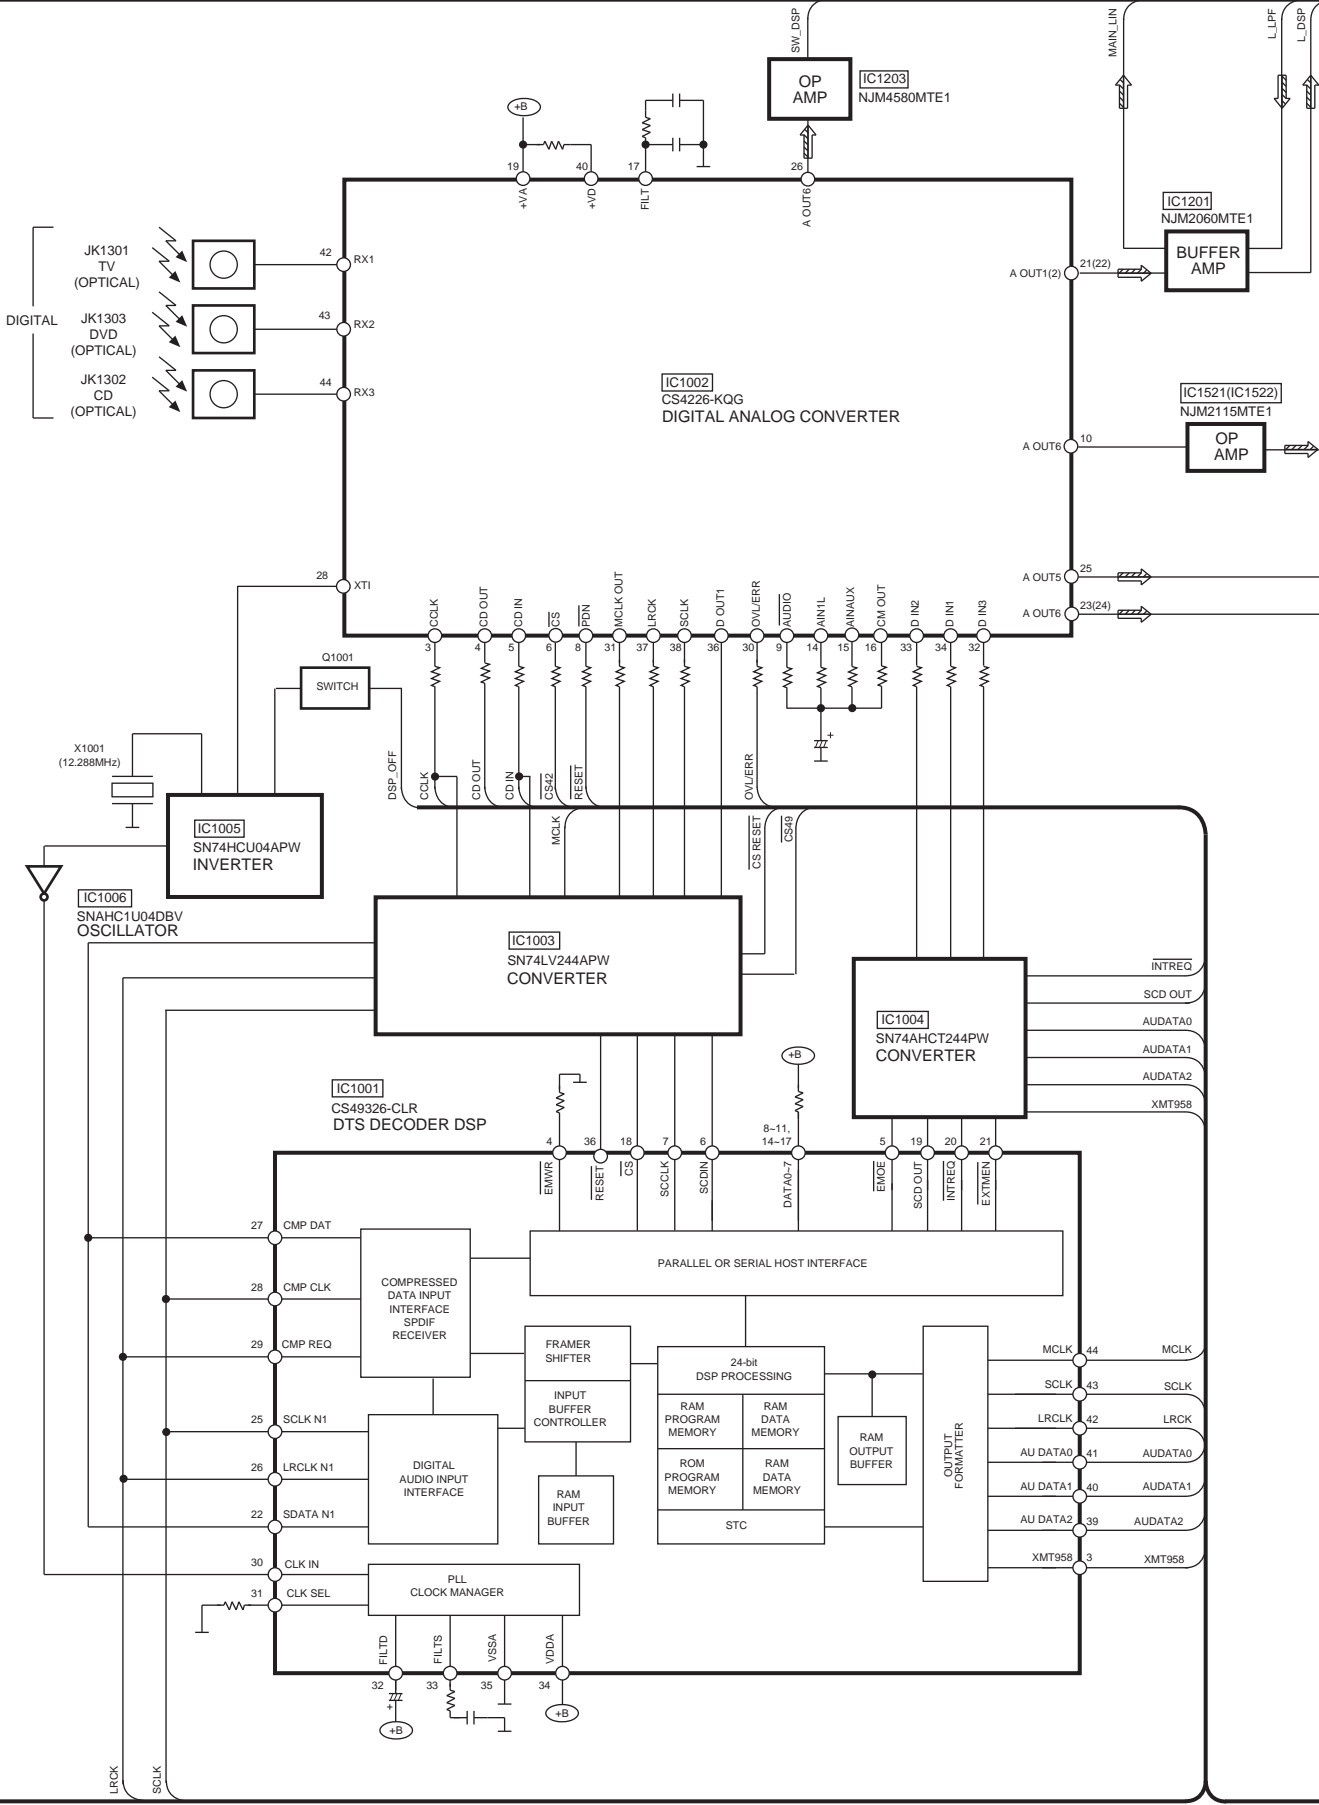 SW_DSP
MAIN_LIN
L_LPF
L_DSP
OP
AMP
IC1203
NJM4580MTE1
+B
19
40
17
26
+VA
+VD
FILT
A OUT6
IC1201
NJM2060MTE1
BUFFER
AMP
DIGITAL
JK1301
TV
(OPTICAL)
JK1303
DVD
(OPTICAL)
JK1302
CD
(OPTICAL)
42
RX1
43
RX2
44
RX3
A OUT1(2)
21(22)
IC1002
CS4226-KQG
DIGITAL ANALOG CONVERTER
IC1521(IC1522)
NJM2115MTE1
OP
AMP
A OUT6
10
28
XTI
A OUT5
25
A OUT6
23(24)
CCLK
CD OUT
CD IN
CS
PDN
MCLK OUT
LRCK
SCLK
D OUT1
OVL/ERR
AUDIO
AIN1L
AINAUX
CM OUT
D IN2
D IN1
D IN3
3
4
5
6
8
31
37
38
36
30
9
14
15
16
33
34
32
Q1001
SWITCH
+
X1001
(12.288MHz)
DSP_OFF
CCLK
CD OUT
CD IN
CS42
RESET
OVL/ERR
MCLK
CS RESET
CS49
IC1005
SN74HCU04APW
INVERTER
IC1006
SNAHC1U04DBV
OSCILLATOR
IC1003
SN74LV244APW
CONVERTER
IC1004
SN74AHCT244PW
CONVERTER
INTREQ
SCD OUT
AUDATA0
AUDATA1
AUDATA2
XMT958
+B
IC1001
CS49326-CLR
DTS DECODER DSP
4
36
18
7
6
8~11,
14~17
5
19
20
21
EMWR
RESET
CS
SCCLK
SCDIN
DATA0~7
EMOE
SCD OUT
INTREQ
EXTMEN
27
CMP DAT
28
CMP CLK
29
CMP REQ
25
SCLK N1
26
LRCLK N1
22
SDATA N1
30
CLK IN
31
CLK SEL
COMPRESSED
DATA INPUT
INTERFACE
SPDIF
RECEIVER
PARALLEL OR SERIAL HOST INTERFACE
FRAMER
SHIFTER
INPUT
BUFFER
CONTROLLER
DIGITAL
AUDIO INPUT
INTERFACE
RAM
INPUT
BUFFER
24-bit
DSP PROCESSING
RAM
PROGRAM
MEMORY
RAM
DATA
MEMORY
ROM
PROGRAM
MEMORY
RAM
DATA
MEMORY
STC
RAM
OUTPUT
BUFFER
OUTPUT
FORMATTER
MCLK
44
MCLK
SCLK
43
SCLK
LRCLK
42
LRCK
AU DATA0
41
AUDATA0
AU DATA1
40
AUDATA1
AU DATA2
39
AUDATA2
XMT958
3
XMT958
PLL
CLOCK MANAGER
FILTD
FILTS
VSSA
VDDA
32
33
35
34
+
+B
+B
LRCK
SCLK